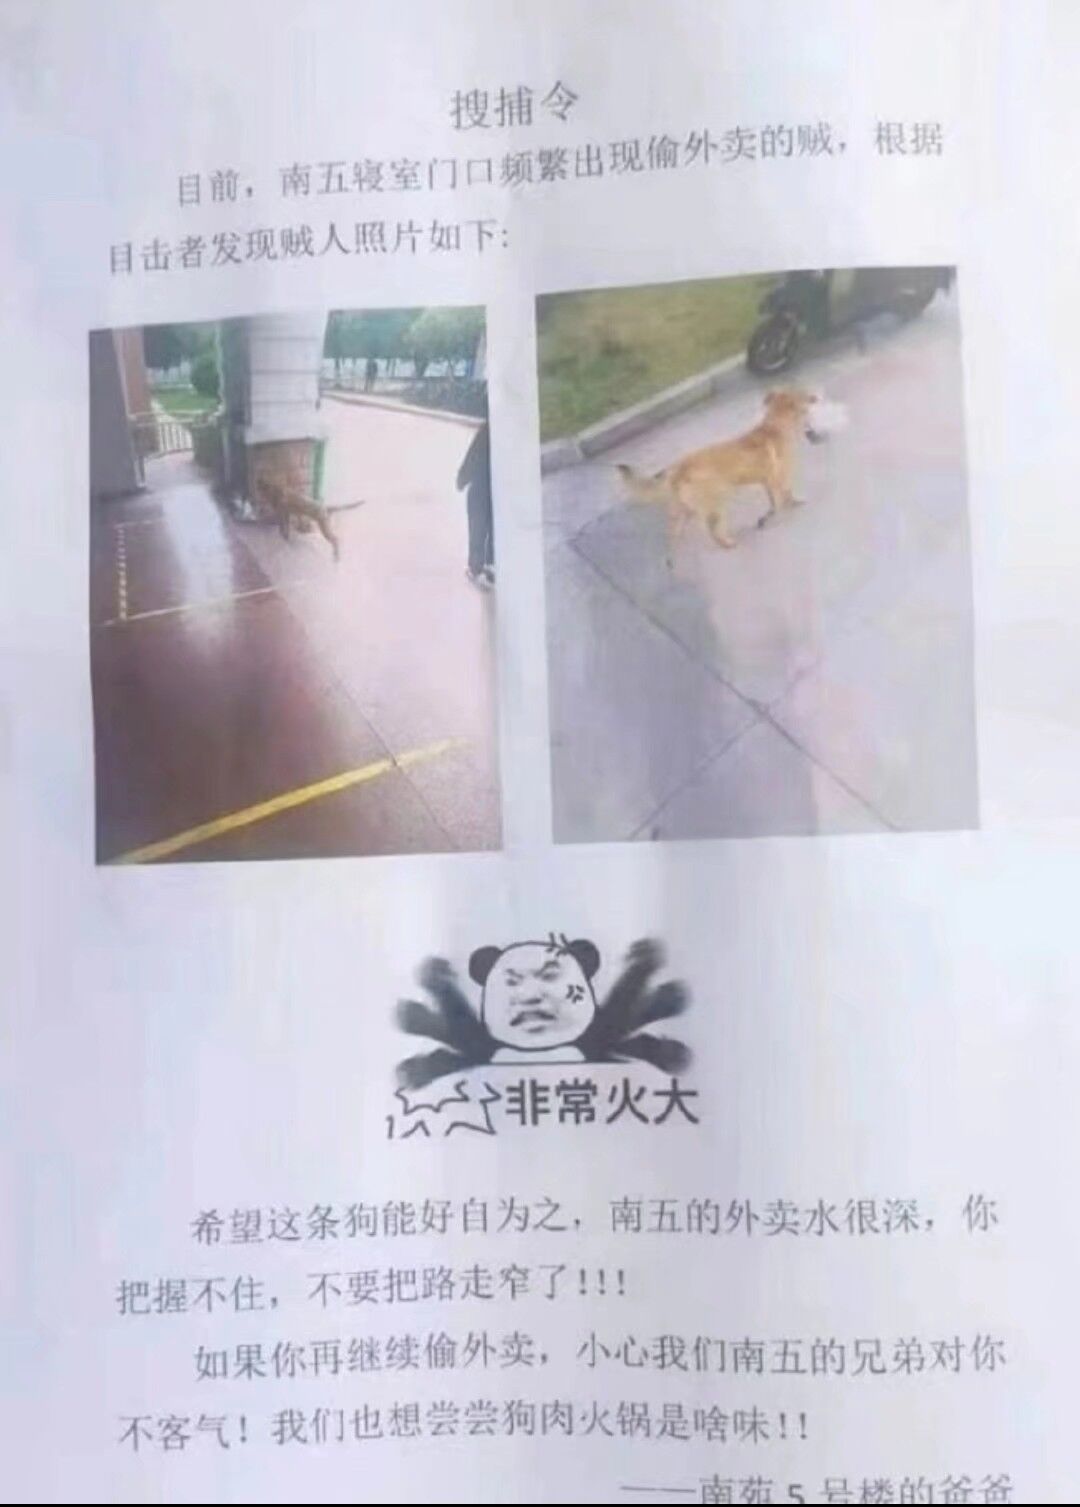 搜捕令
目前，南五寝室门口频繁出现偷外卖的贼，根据
目击者发现贼人照片如下:
非常火大
希望这条狗能好自为之，南五的外卖水很深，你
把握不住，不要把路走窄了!!!
如果你再继续偷外卖，小心我们南五的兄弟对你
不客气！我们也想尝尝狗肉火锅是啥味!!
——南苑 5 号楼的爸爸